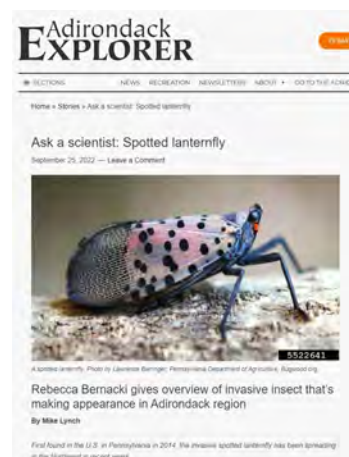 Adirondack
EXPLORER
SECTIONS NEWS RECREATION NEWSLETTERS ABOUT GO TO THE
Home » Stories » Ask a scientist: Spotted lanternfly
Ask a scientist: Spotted lanternfly
September 25, 2022 — Leave a Comment
5522641
A spotted lanternfly. Photo by Lawrence Barringer, Pennsylvania Department of Agriculture, Bugwood.org
Rebecca Bernacki gives overview of invasive insect that's
making appearance in Adirondack region
By Mike Lynch
First found in the U.S. in Pennsylvania in 2014, the invasive spotted lanternfly has been spreading